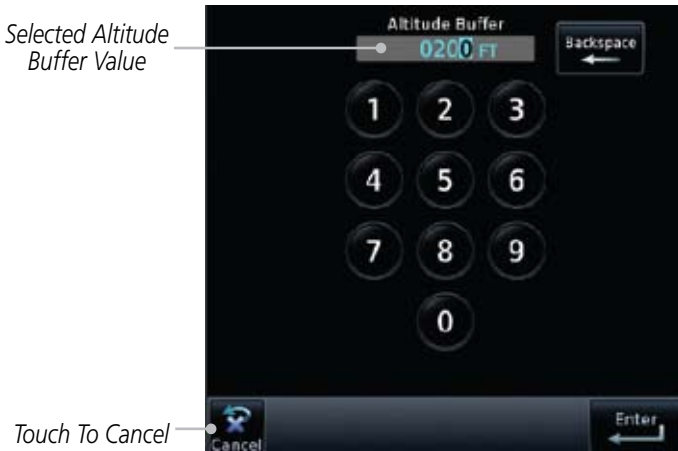 Selected Altitude
Buffer Value
Altitude Buffer
0200 FT
Backspace
1 2 3
4 5 6
7 8 9
0
Touch To Cancel
Cancel
Enter